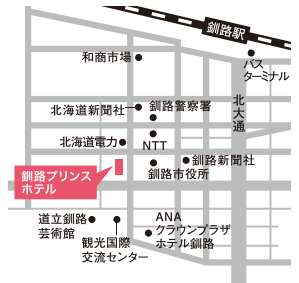 釧路駅
和商市場
バス
ターミナル
北海道新聞社
釧路警察署
北大通
北海道電力
NTT
釧路新聞社
釧路市役所
釧路プリンス
ホテル
道立釧路
芸術館
観光国際
交流センター
ANA
クラウンプラザ
ホテル釧路